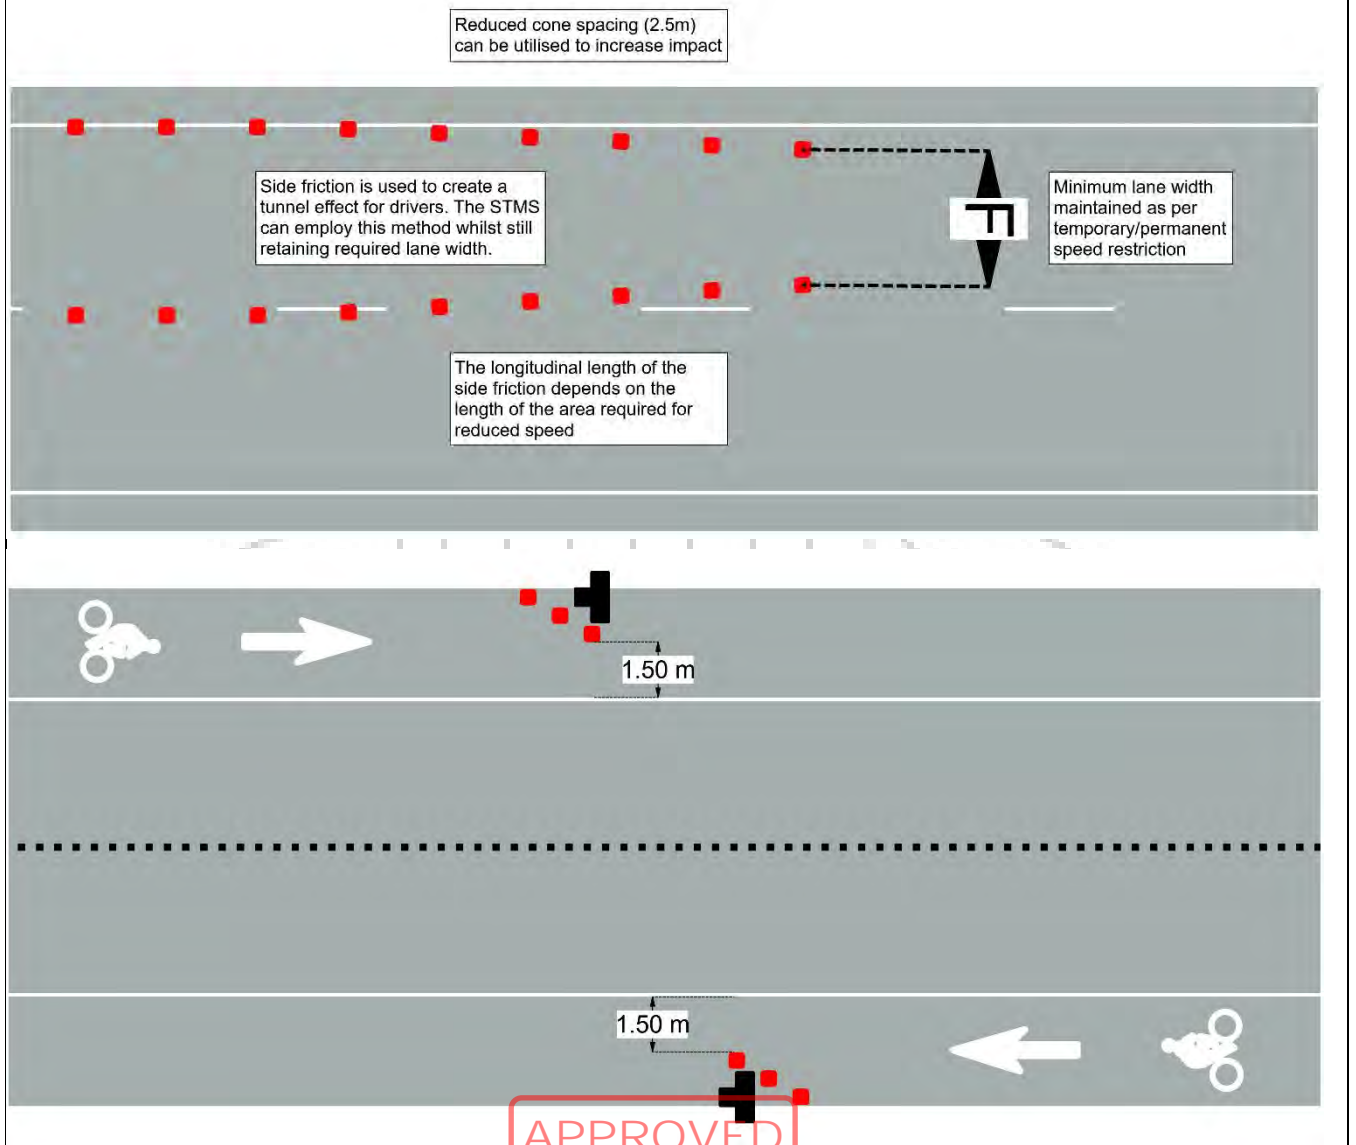 Reduced cone spacing (2.5m)
can be utilised to increase impact
Side friction is used to create a
tunnel effect for drivers. The STMS
can employ this method whilst still
retaining required lane width.
F
Minimum lane width
maintained as per
temporary/permanent
speed restriction
The longitudinal length of the
side friction depends on the
length of the area required for
reduced speed
1.50 m
1.50 m
APPROVED